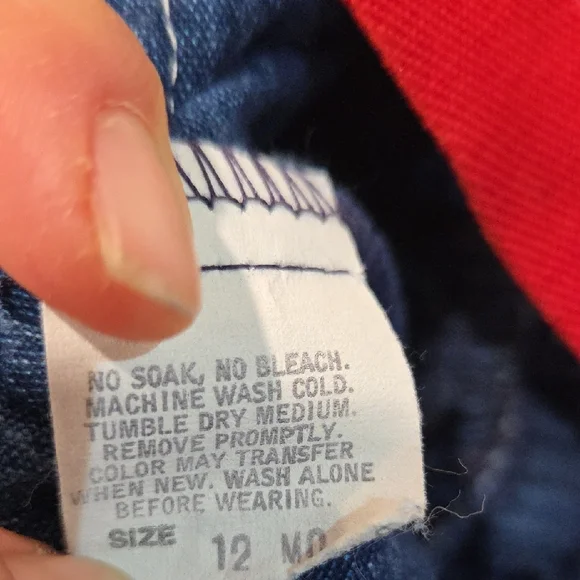 NO SOAK, NO BLEACH.
MACHINE WASH COLD.
TUMBLE DRY MEDIUM.
REMOVE PROMPTLY.
COLOR MAY TRANSFER
WHEN NEW. WASH ALONE
BEFORE WEARING.
SIZE 12 MO